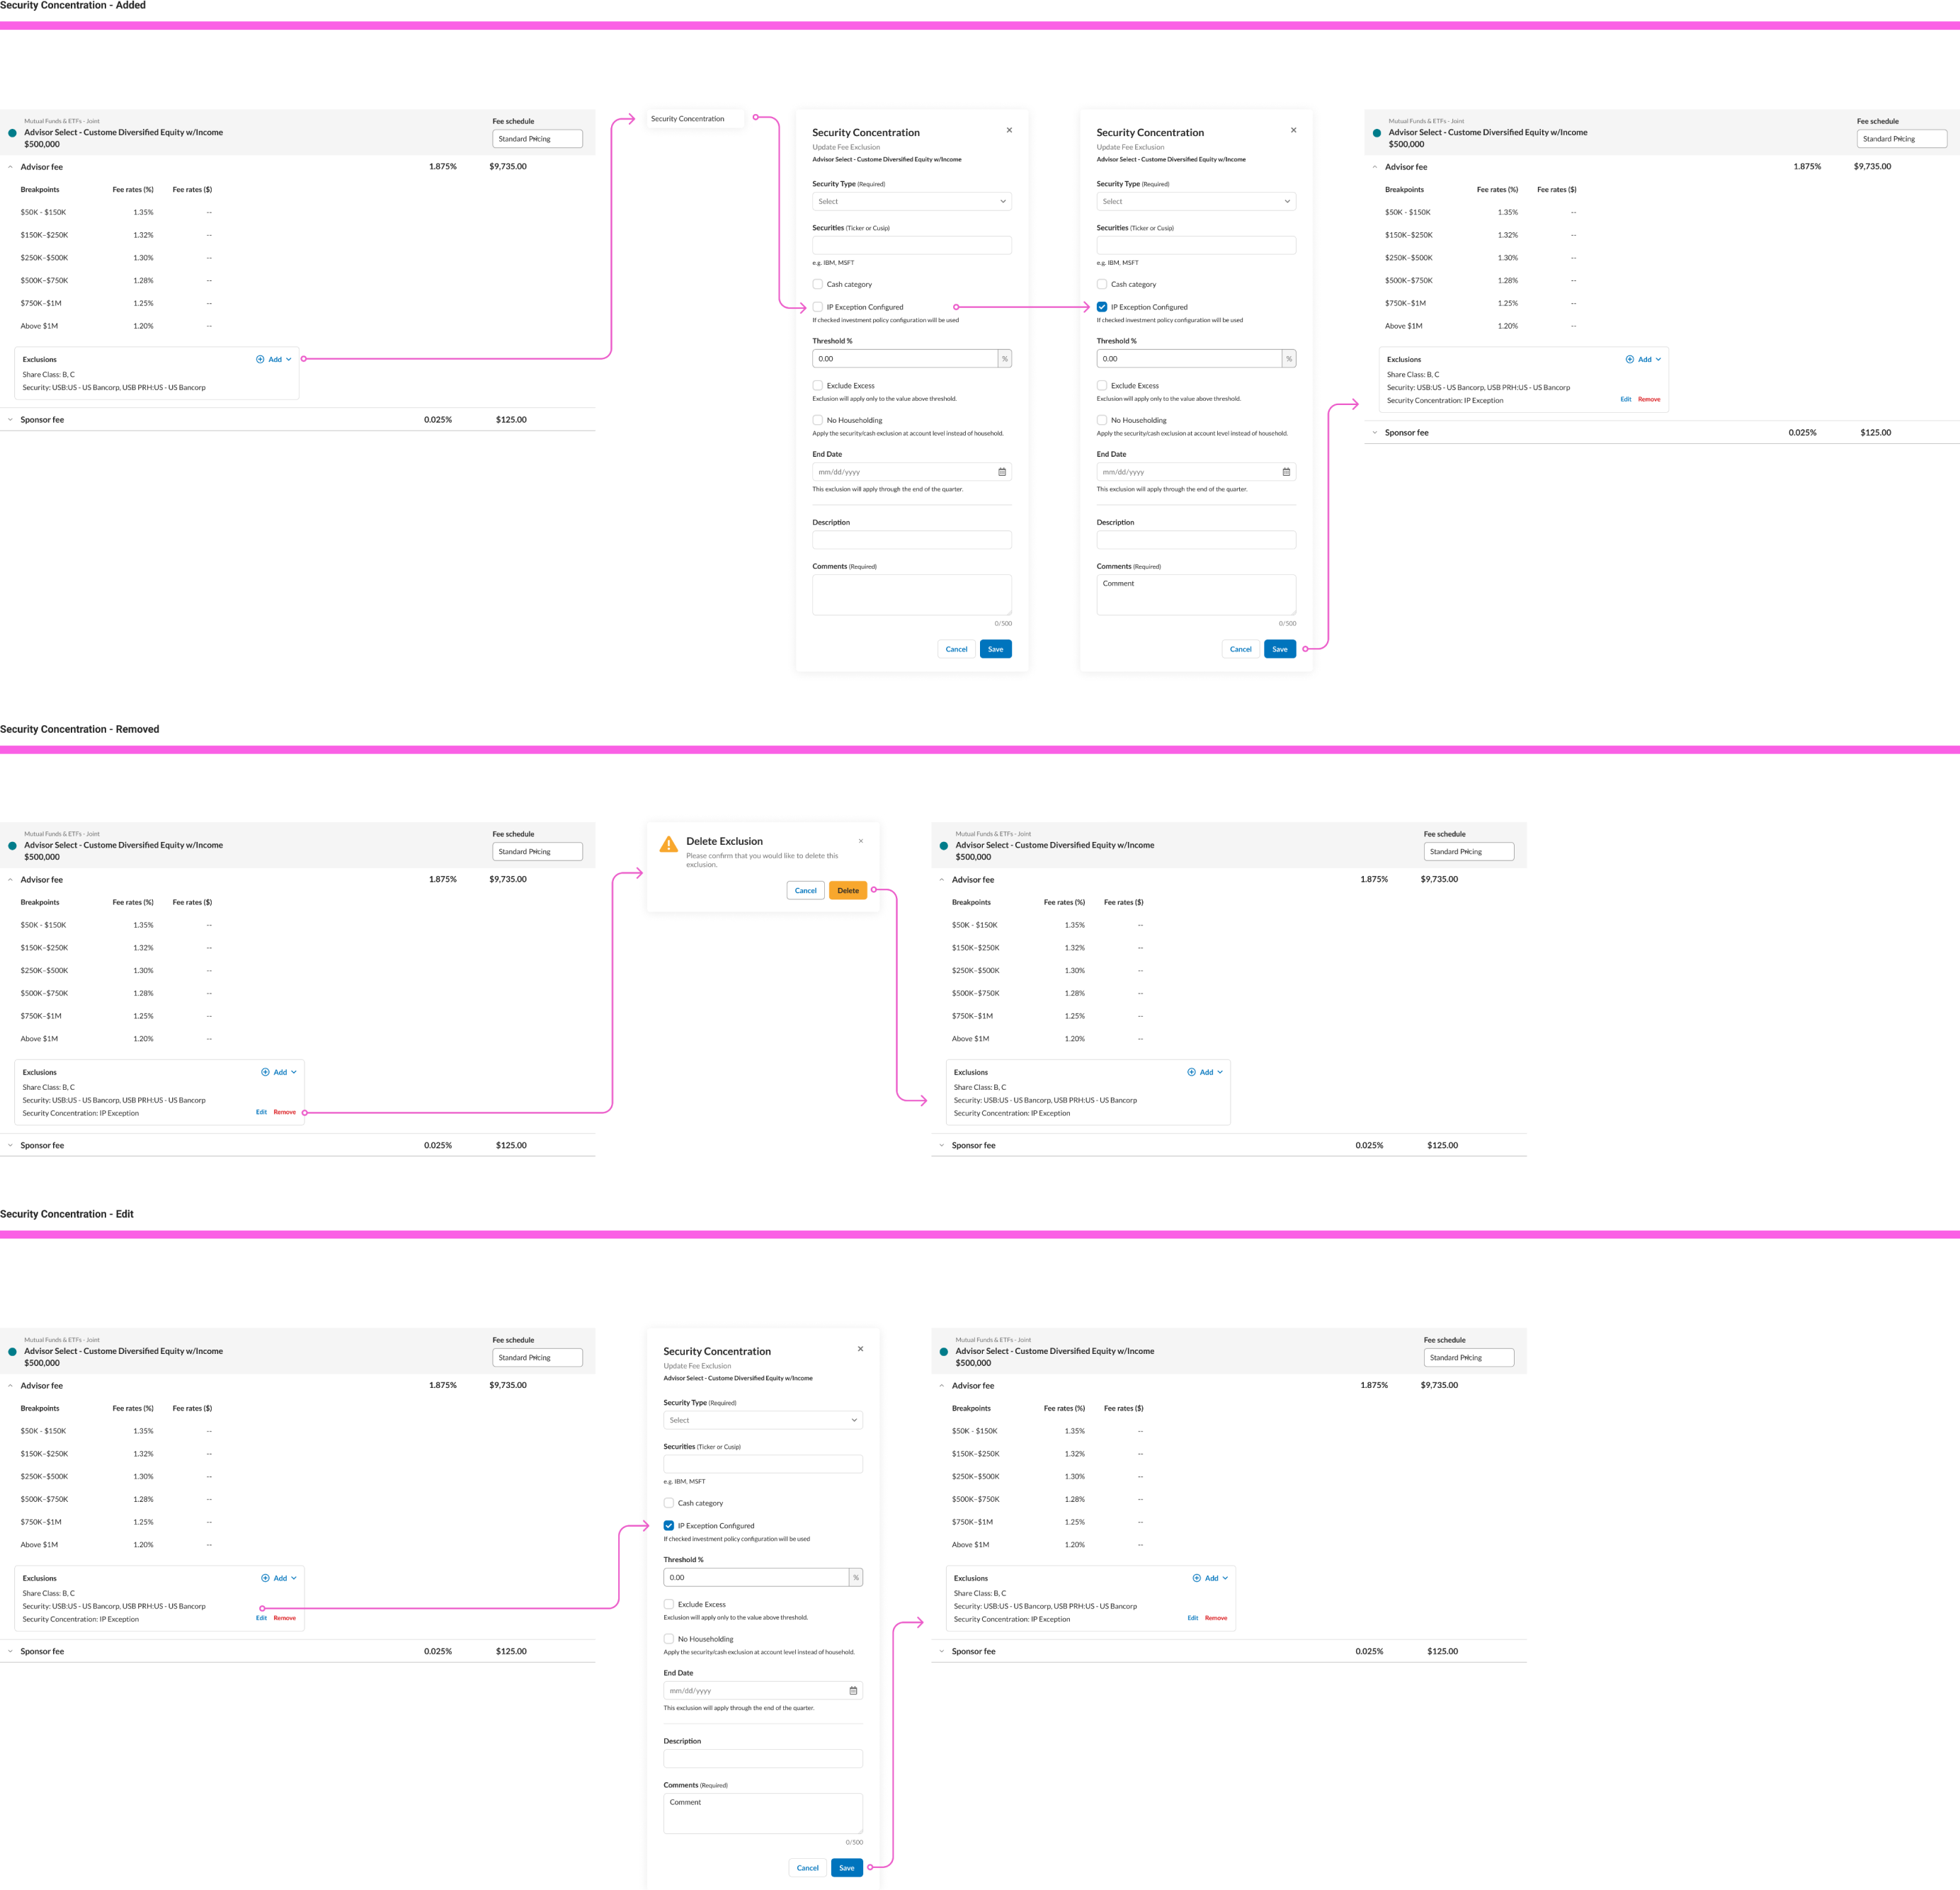 Security Concentration - Added
Mutual Funds & ETFs - Joint
Advisor Select - Custome Diversified Equity w/Income
$500,000
Fee schedule
Standard Pricing
Advisor fee 1.875% $9,735.00
Breakpoints Fee rates (%) Fee rates ($)
$50K - $150K 1.35% --
$150K–$250K 1.32% --
$250K–$500K 1.30% --
$500K–$750K 1.28% --
$750K–$1M 1.25% --
Above $1M 1.20% --
Exclusions Add
Share Class: B, C
Security: USB:US - US Bancorp, USB PRH:US - US Bancorp
Sponsor fee 0.025% $125.00
Security Concentration
Security Concentration
Update Fee Exclusion
Advisor Select - Custome Diversified Equity w/Income
Security Type (Required)
Select
Securities (Ticker or Cusip)
e.g. IBM, MSFT
Cash category
IP Exception Configured
If checked investment policy configuration will be used
Threshold %
0.00 %
Exclude Excess
Exclusion will apply only to the value above threshold.
No Householding
Apply the security/cash exclusion at account level instead of household.
End Date
mm/dd/yyyy
This exclusion will apply through the end of the quarter.
Description
Comments (Required)
0/500
Cancel Save
Security Concentration
Update Fee Exclusion
Advisor Select - Custome Diversified Equity w/Income
Security Type (Required)
Select
Securities (Ticker or Cusip)
e.g. IBM, MSFT
Cash category
IP Exception Configured
If checked investment policy configuration will be used
Threshold %
0.00 %
Exclude Excess
Exclusion will apply only to the value above threshold.
No Householding
Apply the security/cash exclusion at account level instead of household.
End Date
mm/dd/yyyy
This exclusion will apply through the end of the quarter.
Description
Comments (Required)
Comment
0/500
Cancel Save
Mutual Funds & ETFs - Joint
Advisor Select - Custome Diversified Equity w/Income
$500,000
Fee schedule
Standard Pricing
Advisor fee 1.875% $9,735.00
Breakpoints Fee rates (%) Fee rates ($)
$50K - $150K 1.35% --
$150K–$250K 1.32% --
$250K–$500K 1.30% --
$500K–$750K 1.28% --
$750K–$1M 1.25% --
Above $1M 1.20% --
Exclusions Add
Share Class: B, C
Security: USB:US - US Bancorp, USB PRH:US - US Bancorp
Security Concentration: IP Exception Edit Remove
Sponsor fee 0.025% $125.00
Security Concentration - Removed
Mutual Funds & ETFs - Joint
Advisor Select - Custome Diversified Equity w/Income
$500,000
Fee schedule
Standard Pricing
Advisor fee 1.875% $9,735.00
Breakpoints Fee rates (%) Fee rates ($)
$50K - $150K 1.35% --
$150K–$250K 1.32% --
$250K–$500K 1.30% --
$500K–$750K 1.28% --
$750K–$1M 1.25% --
Above $1M 1.20% --
Exclusions Add
Share Class: B, C
Security: USB:US - US Bancorp, USB PRH:US - US Bancorp
Security Concentration: IP Exception Edit Remove
Sponsor fee 0.025% $125.00
Delete Exclusion
Please confirm that you would like to delete this
exclusion.
Cancel Delete
Mutual Funds & ETFs - Joint
Advisor Select - Custome Diversified Equity w/Income
$500,000
Fee schedule
Standard Pricing
Advisor fee 1.875% $9,735.00
Breakpoints Fee rates (%) Fee rates ($)
$50K - $150K 1.35% --
$150K–$250K 1.32% --
$250K–$500K 1.30% --
$500K–$750K 1.28% --
$750K–$1M 1.25% --
Above $1M 1.20% --
Exclusions Add
Share Class: B, C
Security: USB:US - US Bancorp, USB PRH:US - US Bancorp
Security Concentration: IP Exception
Sponsor fee 0.025% $125.00
Security Concentration - Edit
Mutual Funds & ETFs - Joint
Advisor Select - Custome Diversified Equity w/Income
$500,000
Fee schedule
Standard Pricing
Advisor fee 1.875% $9,735.00
Breakpoints Fee rates (%) Fee rates ($)
$50K - $150K 1.35% --
$150K–$250K 1.32% --
$250K–$500K 1.30% --
$500K–$750K 1.28% --
$750K–$1M 1.25% --
Above $1M 1.20% --
Exclusions Add
Share Class: B, C
Security: USB:US - US Bancorp, USB PRH:US - US Bancorp
Security Concentration: IP Exception Edit Remove
Sponsor fee 0.025% $125.00
Security Concentration
Update Fee Exclusion
Advisor Select - Custome Diversified Equity w/Income
Security Type (Required)
Select
Securities (Ticker or Cusip)
e.g. IBM, MSFT
Cash category
IP Exception Configured
If checked investment policy configuration will be used
Threshold %
0.00 %
Exclude Excess
Exclusion will apply only to the value above threshold.
No Householding
Apply the security/cash exclusion at account level instead of household.
End Date
mm/dd/yyyy
This exclusion will apply through the end of the quarter.
Description
Comments (Required)
Comment
0/500
Cancel Save
Mutual Funds & ETFs - Joint
Advisor Select - Custome Diversified Equity w/Income
$500,000
Fee schedule
Standard Pricing
Advisor fee 1.875% $9,735.00
Breakpoints Fee rates (%) Fee rates ($)
$50K - $150K 1.35% --
$150K–$250K 1.32% --
$250K–$500K 1.30% --
$500K–$750K 1.28% --
$750K–$1M 1.25% --
Above $1M 1.20% --
Exclusions Add
Share Class: B, C
Security: USB:US - US Bancorp, USB PRH:US - US Bancorp
Security Concentration: IP Exception Edit Remove
Sponsor fee 0.025% $125.00